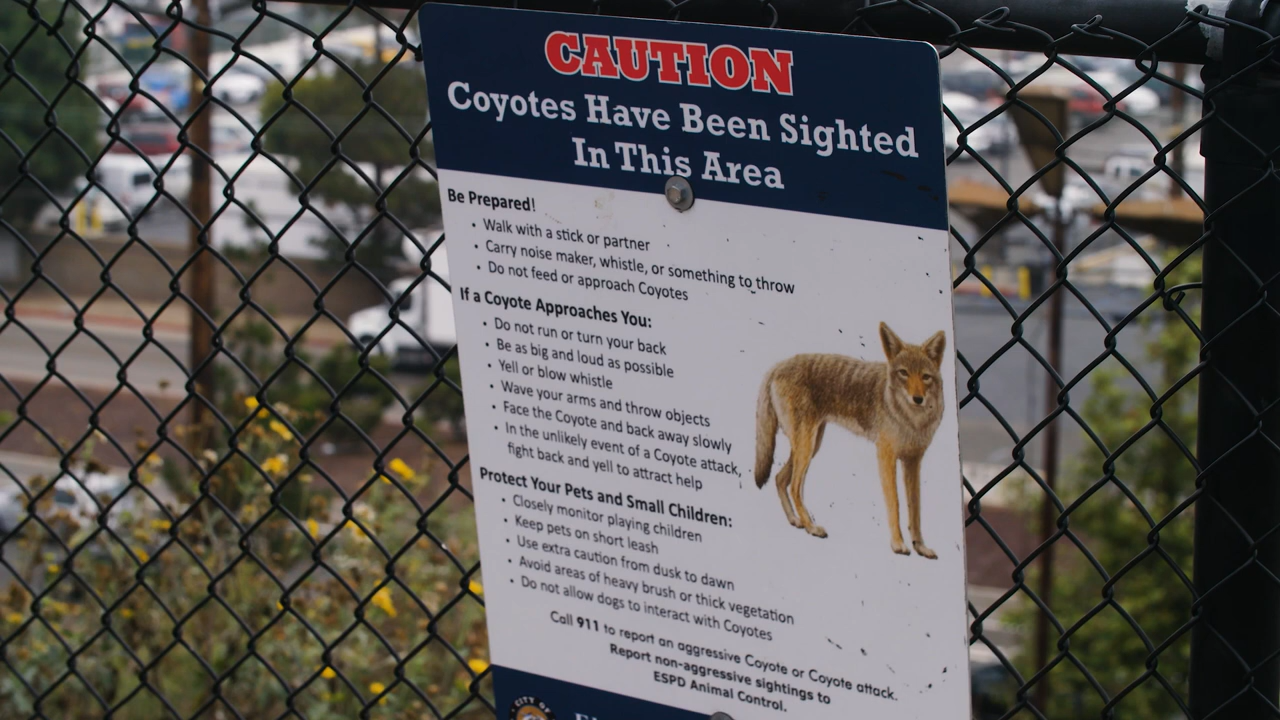 CAUTION
Coyotes Have Been Sighted
In This Area
Be Prepared!
• Walk with a stick or partner
• Carry noise maker, whistle, or something to throw
• Do not feed or approach Coyotes
If a Coyote Approaches You:
• Do not run or turn your back
• Be as big and loud as possible
• Yell or blow whistle
• Wave your arms and throw objects
• Face the Coyote and back away slowly
• In the unlikely event of a Coyote attack,
fight back and yell to attract help
Protect Your Pets and Small Children:
• Closely monitor playing children
• Keep pets on short leash
• Use extra caution from dusk to dawn
• Avoid areas of heavy brush or thick vegetation
• Do not allow dogs to interact with Coyotes
Call 911 to report an aggressive Coyote or Coyote attack.
Report non-aggressive sightings to
ESPD Animal Control.
CITY OF